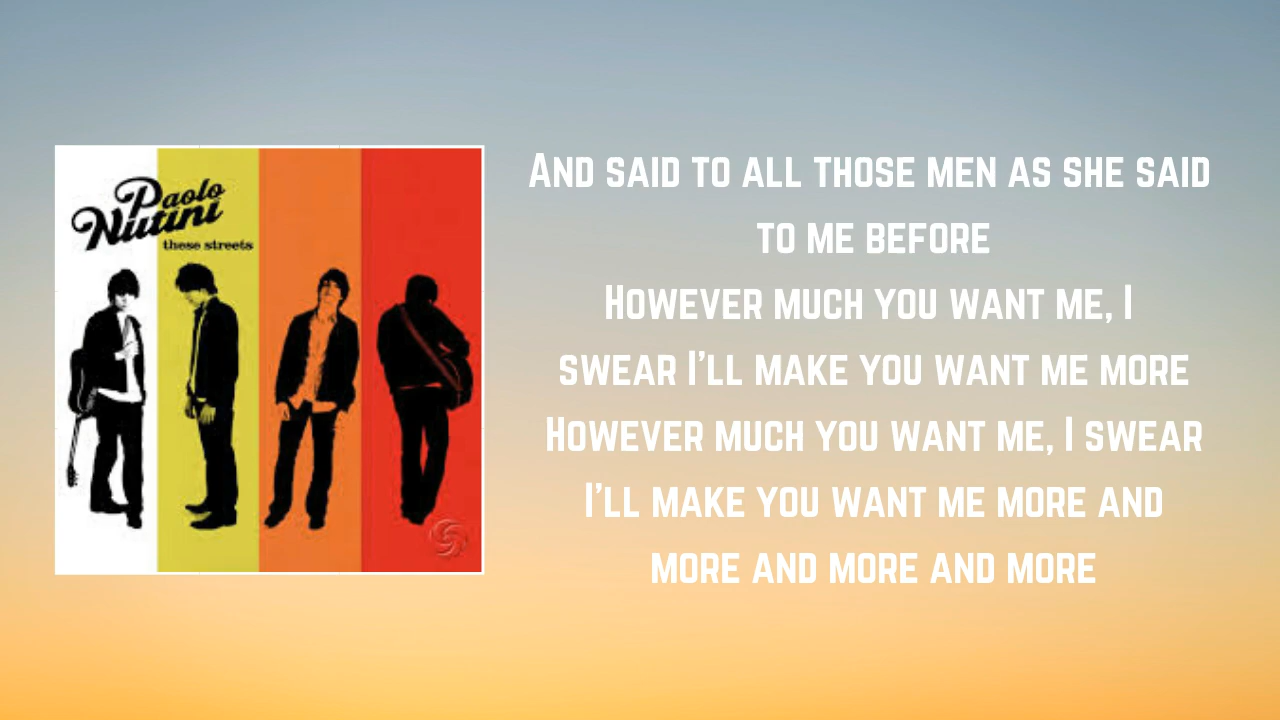 Paolo
Nutini
these streets
And said to all those men as she said
to me before
However much you want me, I
swear I'll make you want me more
However much you want me, I swear
I'll make you want me more and
more and more and more